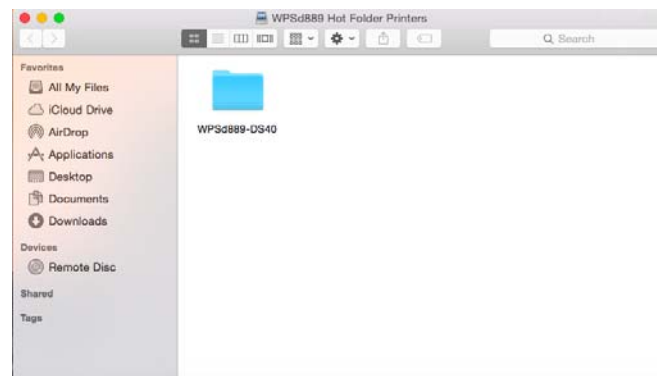 WPSd889 Hot Folder Printers
Search
Favorites
All My Files
iCloud Drive
AirDrop
Applications
Desktop
Documents
Downloads
Devices
Remote Disc
Shared
Tags
WPSd889-DS40